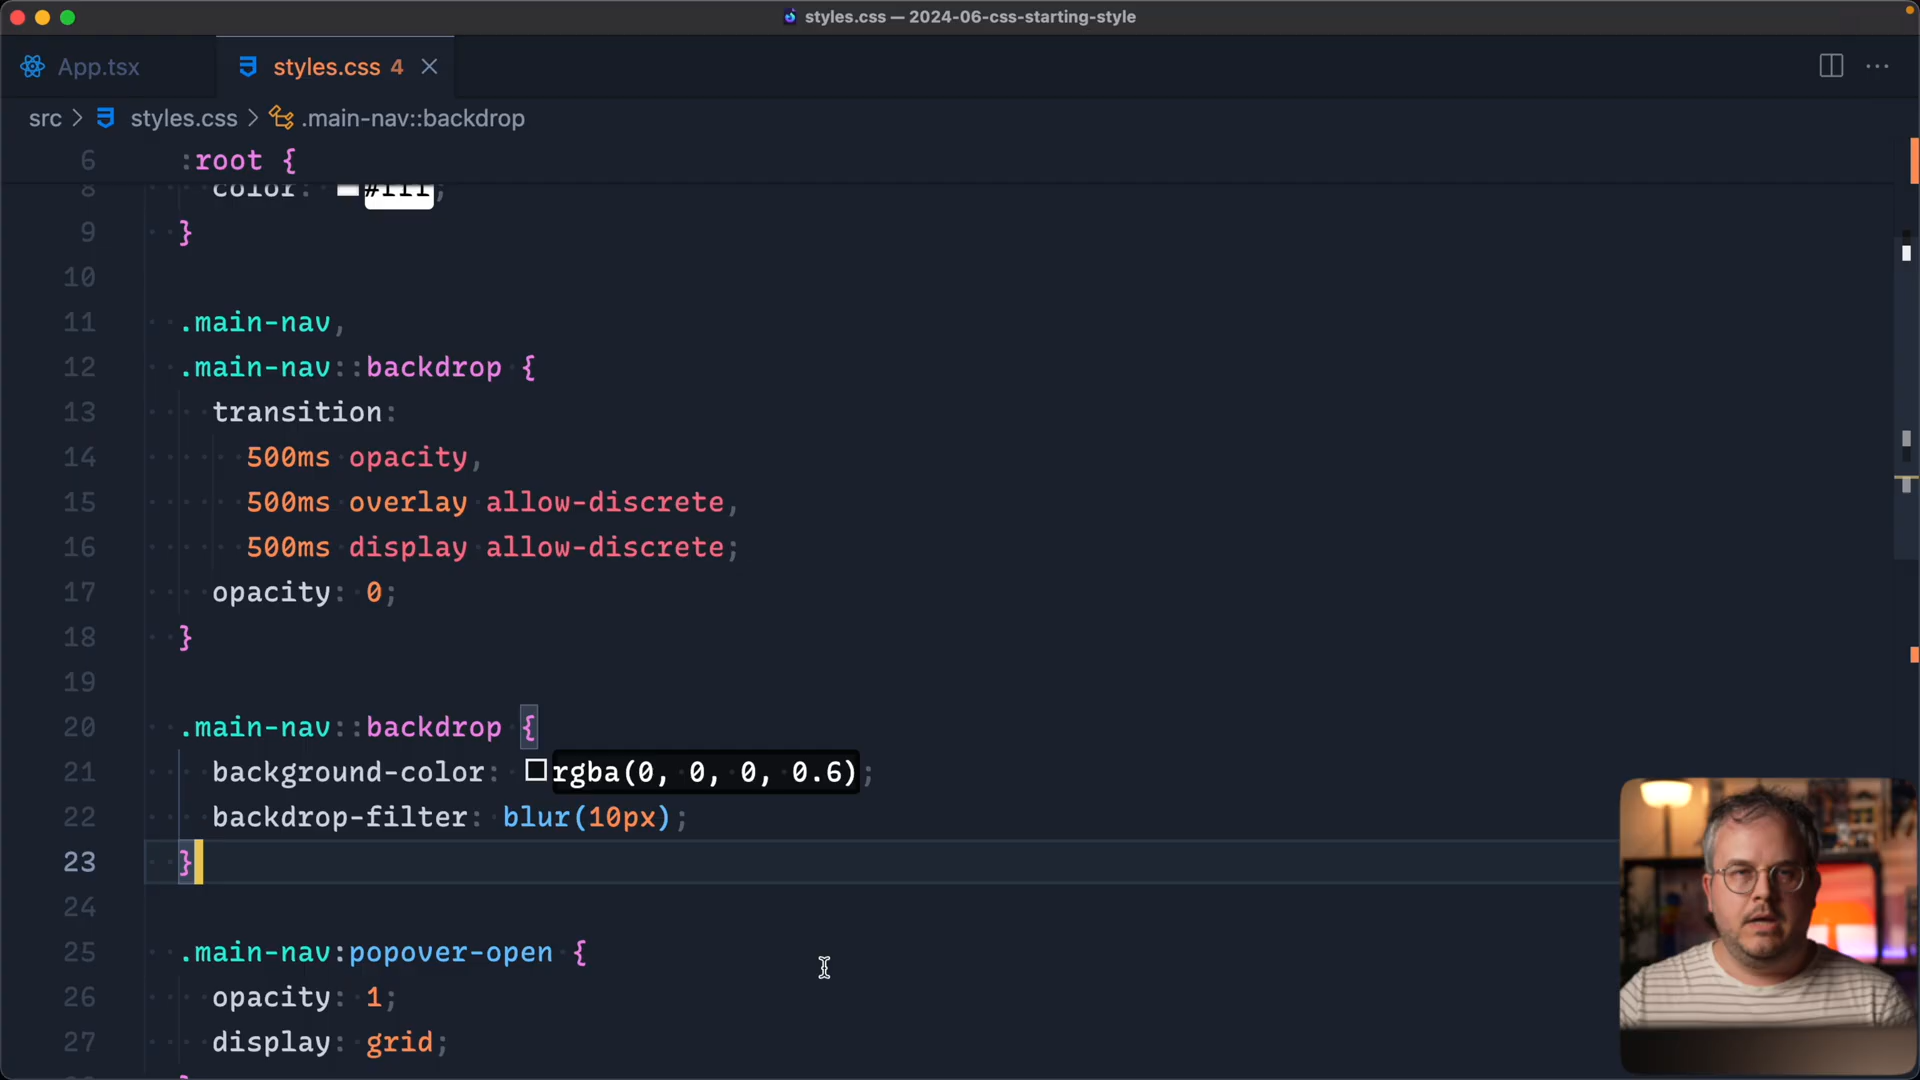 styles.css — 2024-06-css-starting-style
App.tsx
styles.css 4
src > styles.css > .main-nav::backdrop
6 :root {
8 color: #fff;
9 }
10
11 .main-nav,
12 .main-nav::backdrop {
13 transition:
14 500ms opacity,
15 500ms overlay allow-discrete,
16 500ms display allow-discrete;
17 opacity: 0;
18 }
19
20 .main-nav::backdrop {
21 background-color: rgba(0, 0, 0, 0.6);
22 backdrop-filter: blur(10px);
23 }
24
25 .main-nav:popover-open {
26 opacity: 1;
27 display: grid;